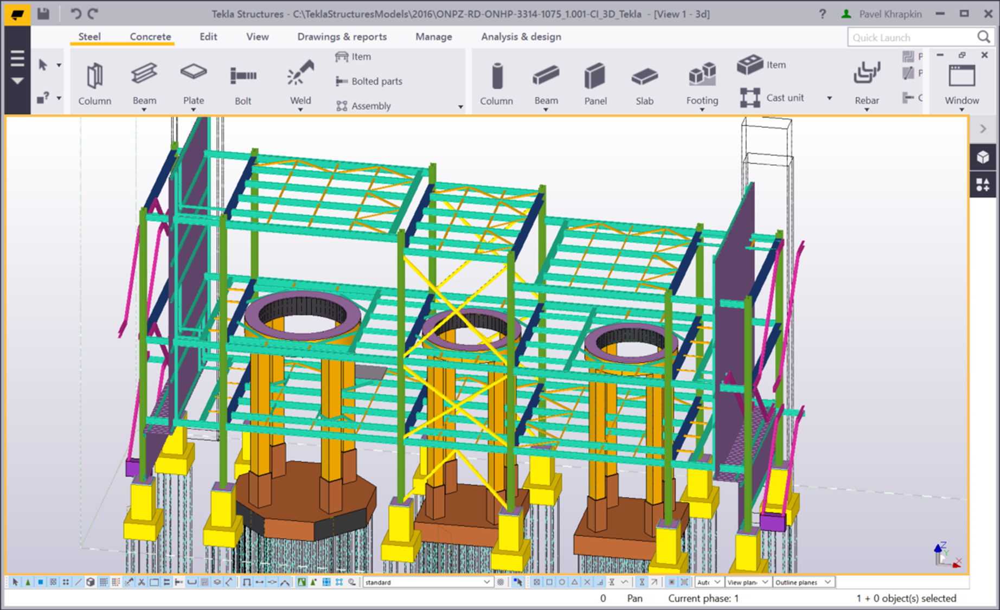 Tekla Structures - C:\TeklaStructuresModels\2016\ONPZ-RD-ONHP-3314-1075_1.001-CI_3D_Tekla - [View 1 - 3d]
? Pavel Khrapkin
Steel Concrete Edit View Drawings & reports Manage Analysis & design
Quick Launch
Item
Bolted parts
Assembly
Column Beam Plate Bolt Weld
Item
Cast unit
Column Beam Panel Slab Footing
Rebar
P
P
C
Window
Z
Y
X
standard
Auto
View plan
Outline planes
0 Pan Current phase: 1 1 + 0 object(s) selected